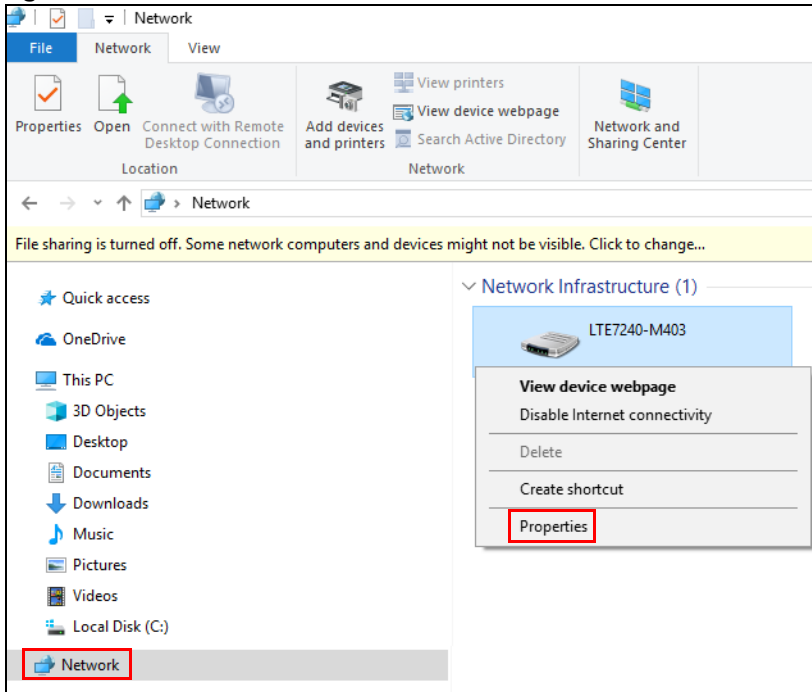 Network
File Network View
Properties Open Connect with Remote Desktop Connection
Location
Add devices and printers
View printers
View device webpage
Search Active Directory
Network
Network and Sharing Center
Network
File sharing is turned off. Some network computers and devices might not be visible. Click to change...
Quick access
OneDrive
This PC
3D Objects
Desktop
Documents
Downloads
Music
Pictures
Videos
Local Disk (C:)
Network
Network Infrastructure (1)
LTE7240-M403
View device webpage
Disable Internet connectivity
Delete
Create shortcut
Properties